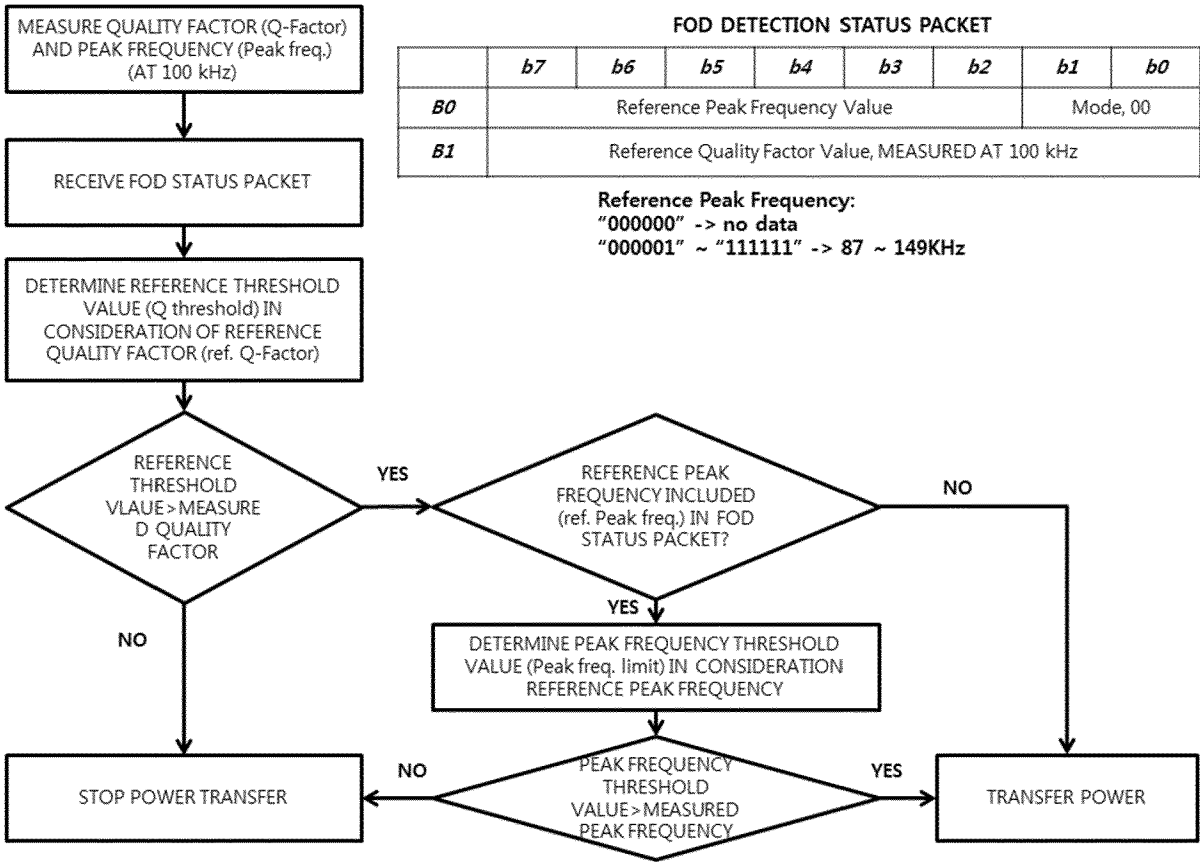 MEASURE QUALITY FACTOR (Q-Factor)
AND PEAK FREQUENCY (Peak freq.)
(AT 100 kHz)
RECEIVE FOD STATUS PACKET
DETERMINE REFERENCE THRESHOLD
VALUE (Q threshold) IN
CONSIDERATION OF REFERENCE
QUALITY FACTOR (ref. Q-Factor)
FOD DETECTION STATUS PACKET
b7 b6 b5 b4 b3 b2 b1 b0
B0 Reference Peak Frequency Value Mode, 00
B1 Reference Quality Factor Value, MEASURED AT 100 kHz
Reference Peak Frequency:
“000000” -> no data
“000001” ~ “111111” -> 87 ~ 149KHz
REFERENCE
THRESHOLD
VLAUE>MEASURE
D QUALITY
FACTOR
YES
NO
REFERENCE PEAK
FREQUENCY INCLUDED
(ref. Peak freq.) IN FOD
STATUS PACKET?
NO
YES
DETERMINE PEAK FREQUENCY THRESHOLD
VALUE (Peak freq. limit) IN CONSIDERATION
REFERENCE PEAK FREQUENCY
PEAK FREQUENCY
THRESHOLD
VALUE>MEASURED
PEAK FREQUENCY
NO
YES
STOP POWER TRANSFER
TRANSFER POWER